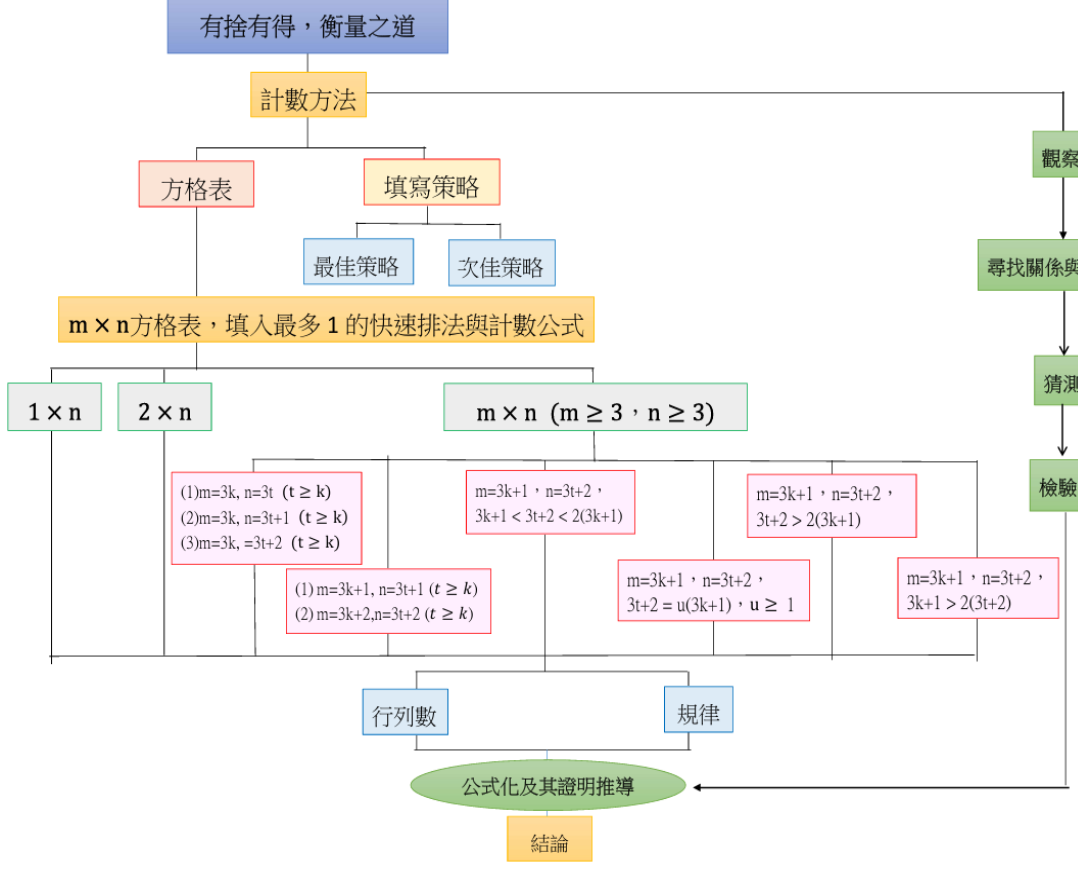 有捨有得，衡量之道
計數方法
觀察
方格表
填寫策略
最佳策略
次佳策略
尋找關係與
m × n方格表，填入最多 1 的快速排法與計數公式
猜測
1 × n
2 × n
m × n (m ≥ 3，n ≥ 3)
檢驗
(1)m=3k, n=3t (t ≥ k)
(2)m=3k, n=3t+1 (t ≥ k)
(3)m=3k, =3t+2 (t ≥ k)
(1) m=3k+1, n=3t+1 (t ≥ k)
(2) m=3k+2,n=3t+2 (t ≥ k)
m=3k+1，n=3t+2，
3k+1 < 3t+2 < 2(3k+1)
m=3k+1，n=3t+2，
3t+2 = u(3k+1)，u ≥ 1
m=3k+1，n=3t+2，
3t+2 > 2(3k+1)
m=3k+1，n=3t+2，
3k+1 > 2(3t+2)
行列數
規律
公式化及其證明推導
結論